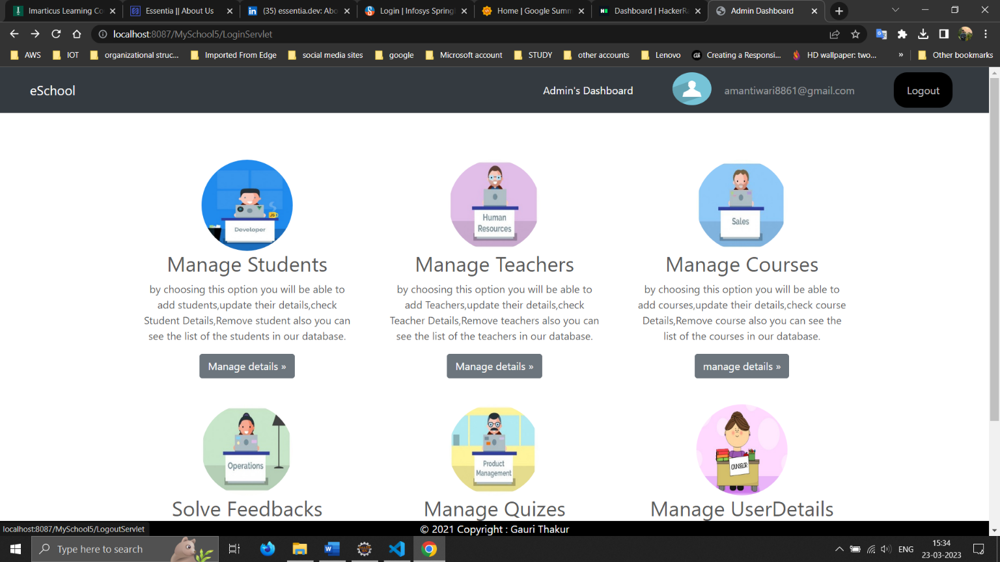 Imarticus Learning Co
Essentia || About Us
(35) essentia.dev: Abo
Login | Infosys Spring
Home | Google Summ
Dashboard | HackerRa
Admin Dashboard
localhost:8087/MySchool5/LoginServlet
AWS
IOT
organizational struc...
Imported From Edge
social media sites
google
Microsoft account
STUDY
other accounts
Lenovo
Creating a Responsi...
HD wallpaper: two...
»
Other bookmarks
eSchool
Admin's Dashboard
amantiwari8861@gmail.com
Logout
Developer
JS
Human
Resources
Sales
Manage Students
Manage Teachers
Manage Courses
by choosing this option you will be able to
add students,update their details,check
Student Details,Remove student also you can
see the list of the students in our database.
by choosing this option you will be able to
add Teachers,update their details,check
Teacher Details,Remove teachers also you can
see the list of the teachers in our database.
by choosing this option you will be able to
add courses,update their details,check course
Details,Remove course also you can see the
list of the courses in our database.
Manage details »
Manage details »
manage details »
Operations
Product
Management
COUNSELOR
Solve Feedbacks
Manage Quizes
Manage UserDetails
localhost:8087/MySchool5/LogoutServlet
© 2021 Copyright : Gauri Thakur
Type here to search
ENG
15:34
23-03-2023